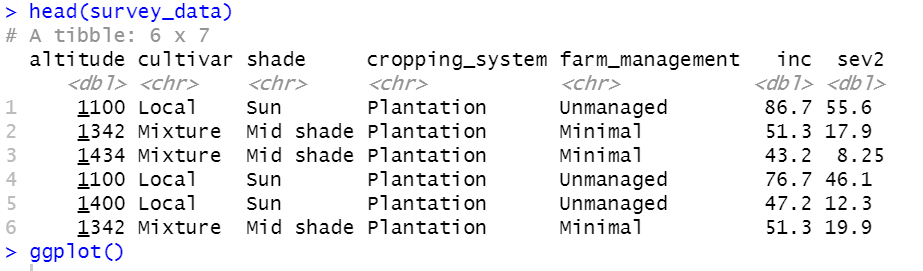 > head(survey_data)
# A tibble: 6 x 7
  altitude cultivar shade     cropping_system farm_management   inc  sev2
     <dbl> <chr>    <chr>     <chr>           <chr>           <dbl> <dbl>
1     1100 Local    Sun       Plantation      Unmanaged        86.7 55.6
2     1342 Mixture  Mid shade Plantation      Minimal          51.3 17.9
3     1434 Mixture  Mid shade Plantation      Minimal          43.2  8.25
4     1100 Local    Sun       Plantation      Unmanaged        76.7 46.1
5     1400 Local    Sun       Plantation      Unmanaged        47.2 12.3
6     1342 Mixture  Mid shade Plantation      Minimal          51.3 19.9
> ggplot()